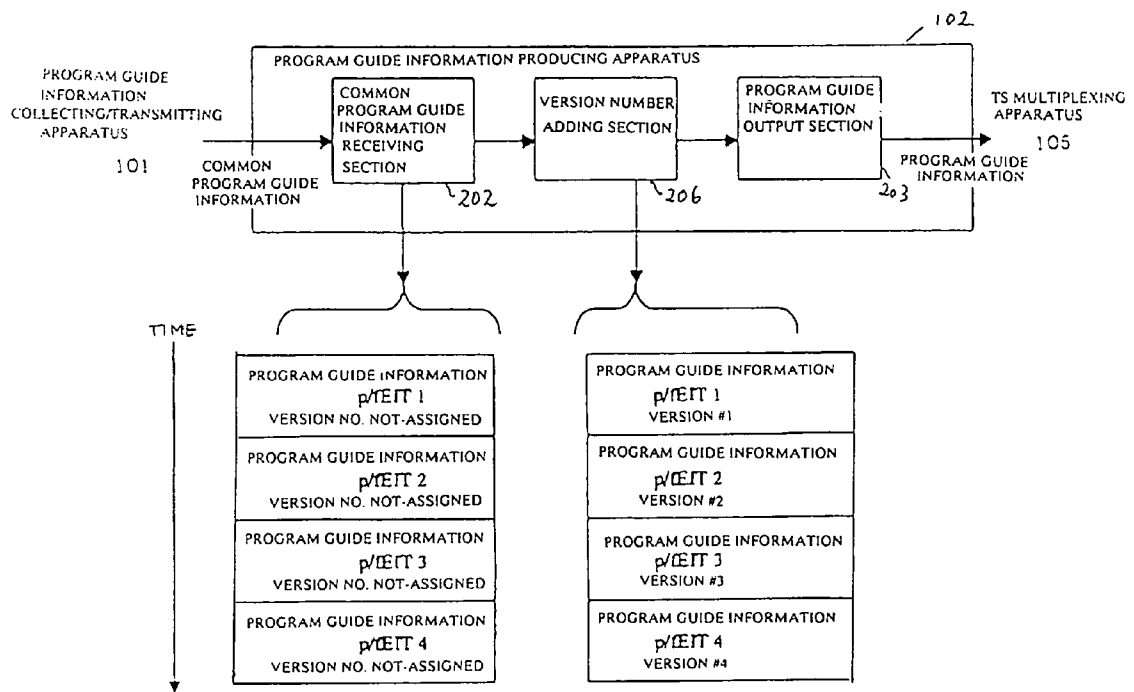 102
PROGRAM GUIDE INFORMATION PRODUCING APPARATUS
PROGRAM GUIDE
INFORMATION
COLLECTING/TRANSMITTING
APPARATUS
101
COMMON
PROGRAM GUIDE
INFORMATION
COMMON
PROGRAM GUIDE
INFORMATION
RECEIVING
SECTION
202
VERSION NUMBER
ADDING SECTION
206
PROGRAM GUIDE
INFORMATION
OUTPUT SECTION
203
TS MULTIPLEXING
APPARATUS
105
PROGRAM GUIDE
INFORMATION
TIME
PROGRAM GUIDE INFORMATION
p/fEIT 1
VERSION NO. NOT-ASSIGNED
PROGRAM GUIDE INFORMATION
p/fEIT 2
VERSION NO. NOT-ASSIGNED
PROGRAM GUIDE INFORMATION
p/fEIT 3
VERSION NO. NOT-ASSIGNED
PROGRAM GUIDE INFORMATION
p/fEIT 4
VERSION NO. NOT-ASSIGNED
PROGRAM GUIDE INFORMATION
p/fEIT 1
VERSION #1
PROGRAM GUIDE INFORMATION
p/fEIT 2
VERSION #2
PROGRAM GUIDE INFORMATION
p/fEIT 3
VERSION #3
PROGRAM GUIDE INFORMATION
p/fEIT 4
VERSION #4